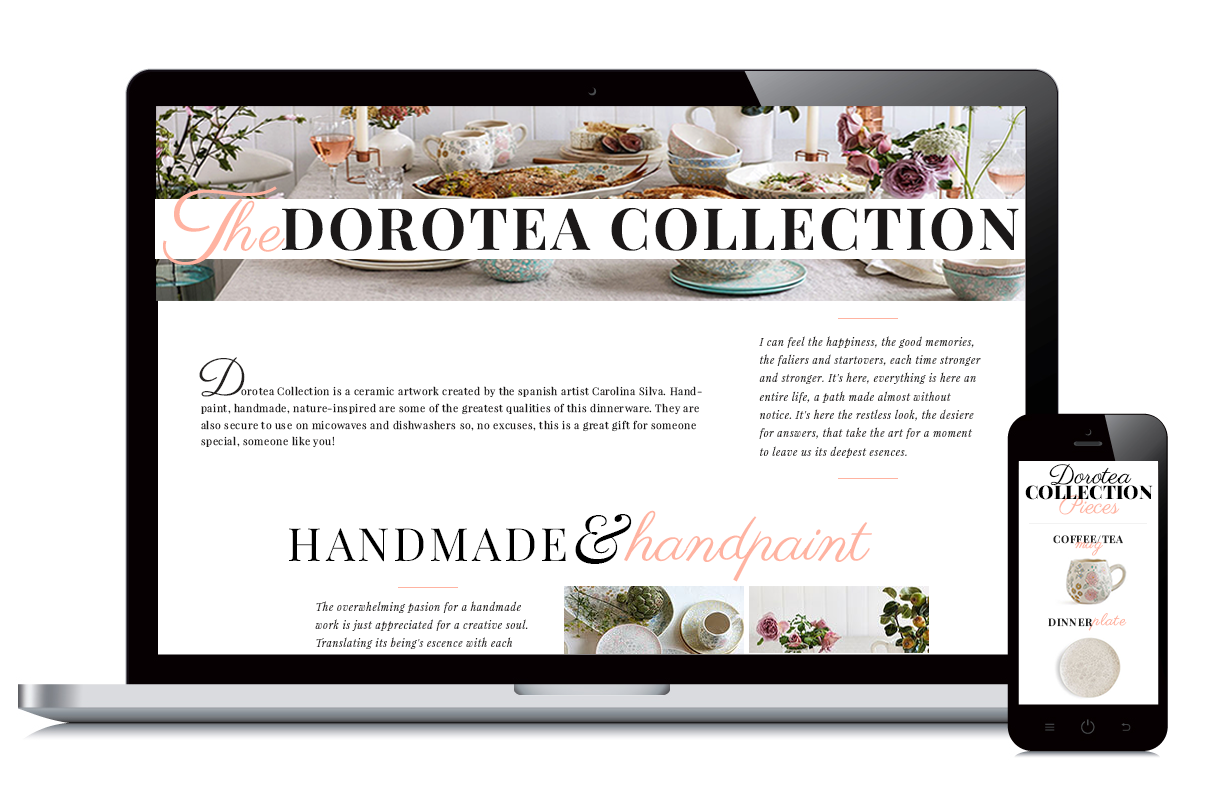 The DOROTEA COLLECTION
Dorotea Collection is a ceramic artwork created by the spanish artist Carolina Silva. Hand-
paint, handmade, nature-inspired are some of the greatest qualities of this dinnerware. They are
also secure to use on micowaves and dishwashers so, no excuses, this is a great gift for someone
special, someone like you!
I can feel the happiness, the good memories,
the faliers and startovers, each time stronger
and stronger. It's here, everything is here an
entire life, a path made almost without
notice. It's here the restless look, the desiere
for answers, that take the art for a moment
to leave us its deepest esences.
HANDMADE & handpaint
The overwhelming pasion for a handmade
work is just appreciated for a creative soul.
Translating its being's escence with each
Dorotea
COLLECTION
Pieces
COFFEE/TEA
mug
DINNER plate